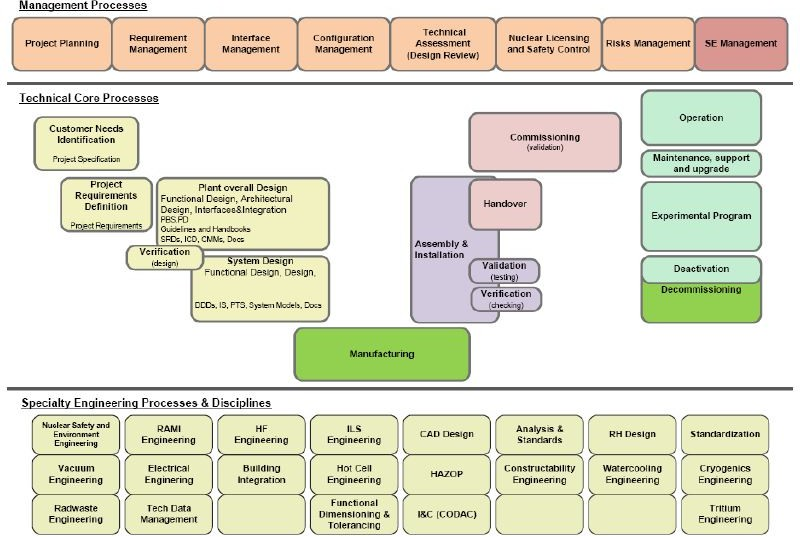 Management Processes
Project Planning
Requirement
Management
Interface
Management
Configuration
Management
Technical
Assessment
(Design Review)
Nuclear Licensing
and Safety Control
Risks Management
SE Management
Technical Core Processes
Customer Needs
Identification
Project Specification
Project
Requirements
Definition
Project Requirements
Plant overall Design
Functional Design, Architectural
Design, Interfaces&Integration
PBS,PD
Guidelines and Handbooks
SRDs, ICD, CMMs, Docs
Verification
(design)
System Design
Functional Design, Design,
DDDs, IS, PTS, System Models, Docs
Manufacturing
Assembly &
Installation
Commissioning
(validation)
Handover
Validation
(testing)
Verification
(checking)
Operation
Maintenance, support
and upgrade
Experimental Program
Deactivation
Decommissioning
Specialty Engineering Processes & Disciplines
Nuclear Safety and
Environment
Engineering
RAMI
Engineering
HF
Engineering
ILS
Engineering
CAD Design
Analysis &
Standards
RH Design
Standardization
Vacuum
Engineering
Electrical
Enginering
Building
Integration
Hot Cell
Engineering
HAZOP
Constructability
Engineering
Watercooling
Engineering
Cryogenics
Engineering
Radwaste
Engineering
Tech Data
Management
Functional
Dimensioning &
Tolerancing
I&C (CODAC)
Tritium
Engineering